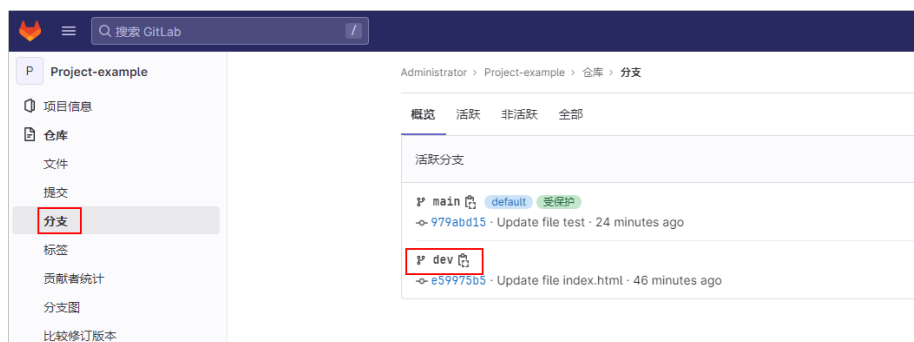 搜索 GitLab /
P Project-example
项目信息
仓库
文件
提交
分支
标签
贡献者统计
分支图
比较修订版本
Administrator > Project-example > 仓库 > 分支
概览 活跃 非活跃 全部
活跃分支
main default 受保护
979abd15 · Update file test · 24 minutes ago
dev
e59975b5 · Update file index.html · 46 minutes ago